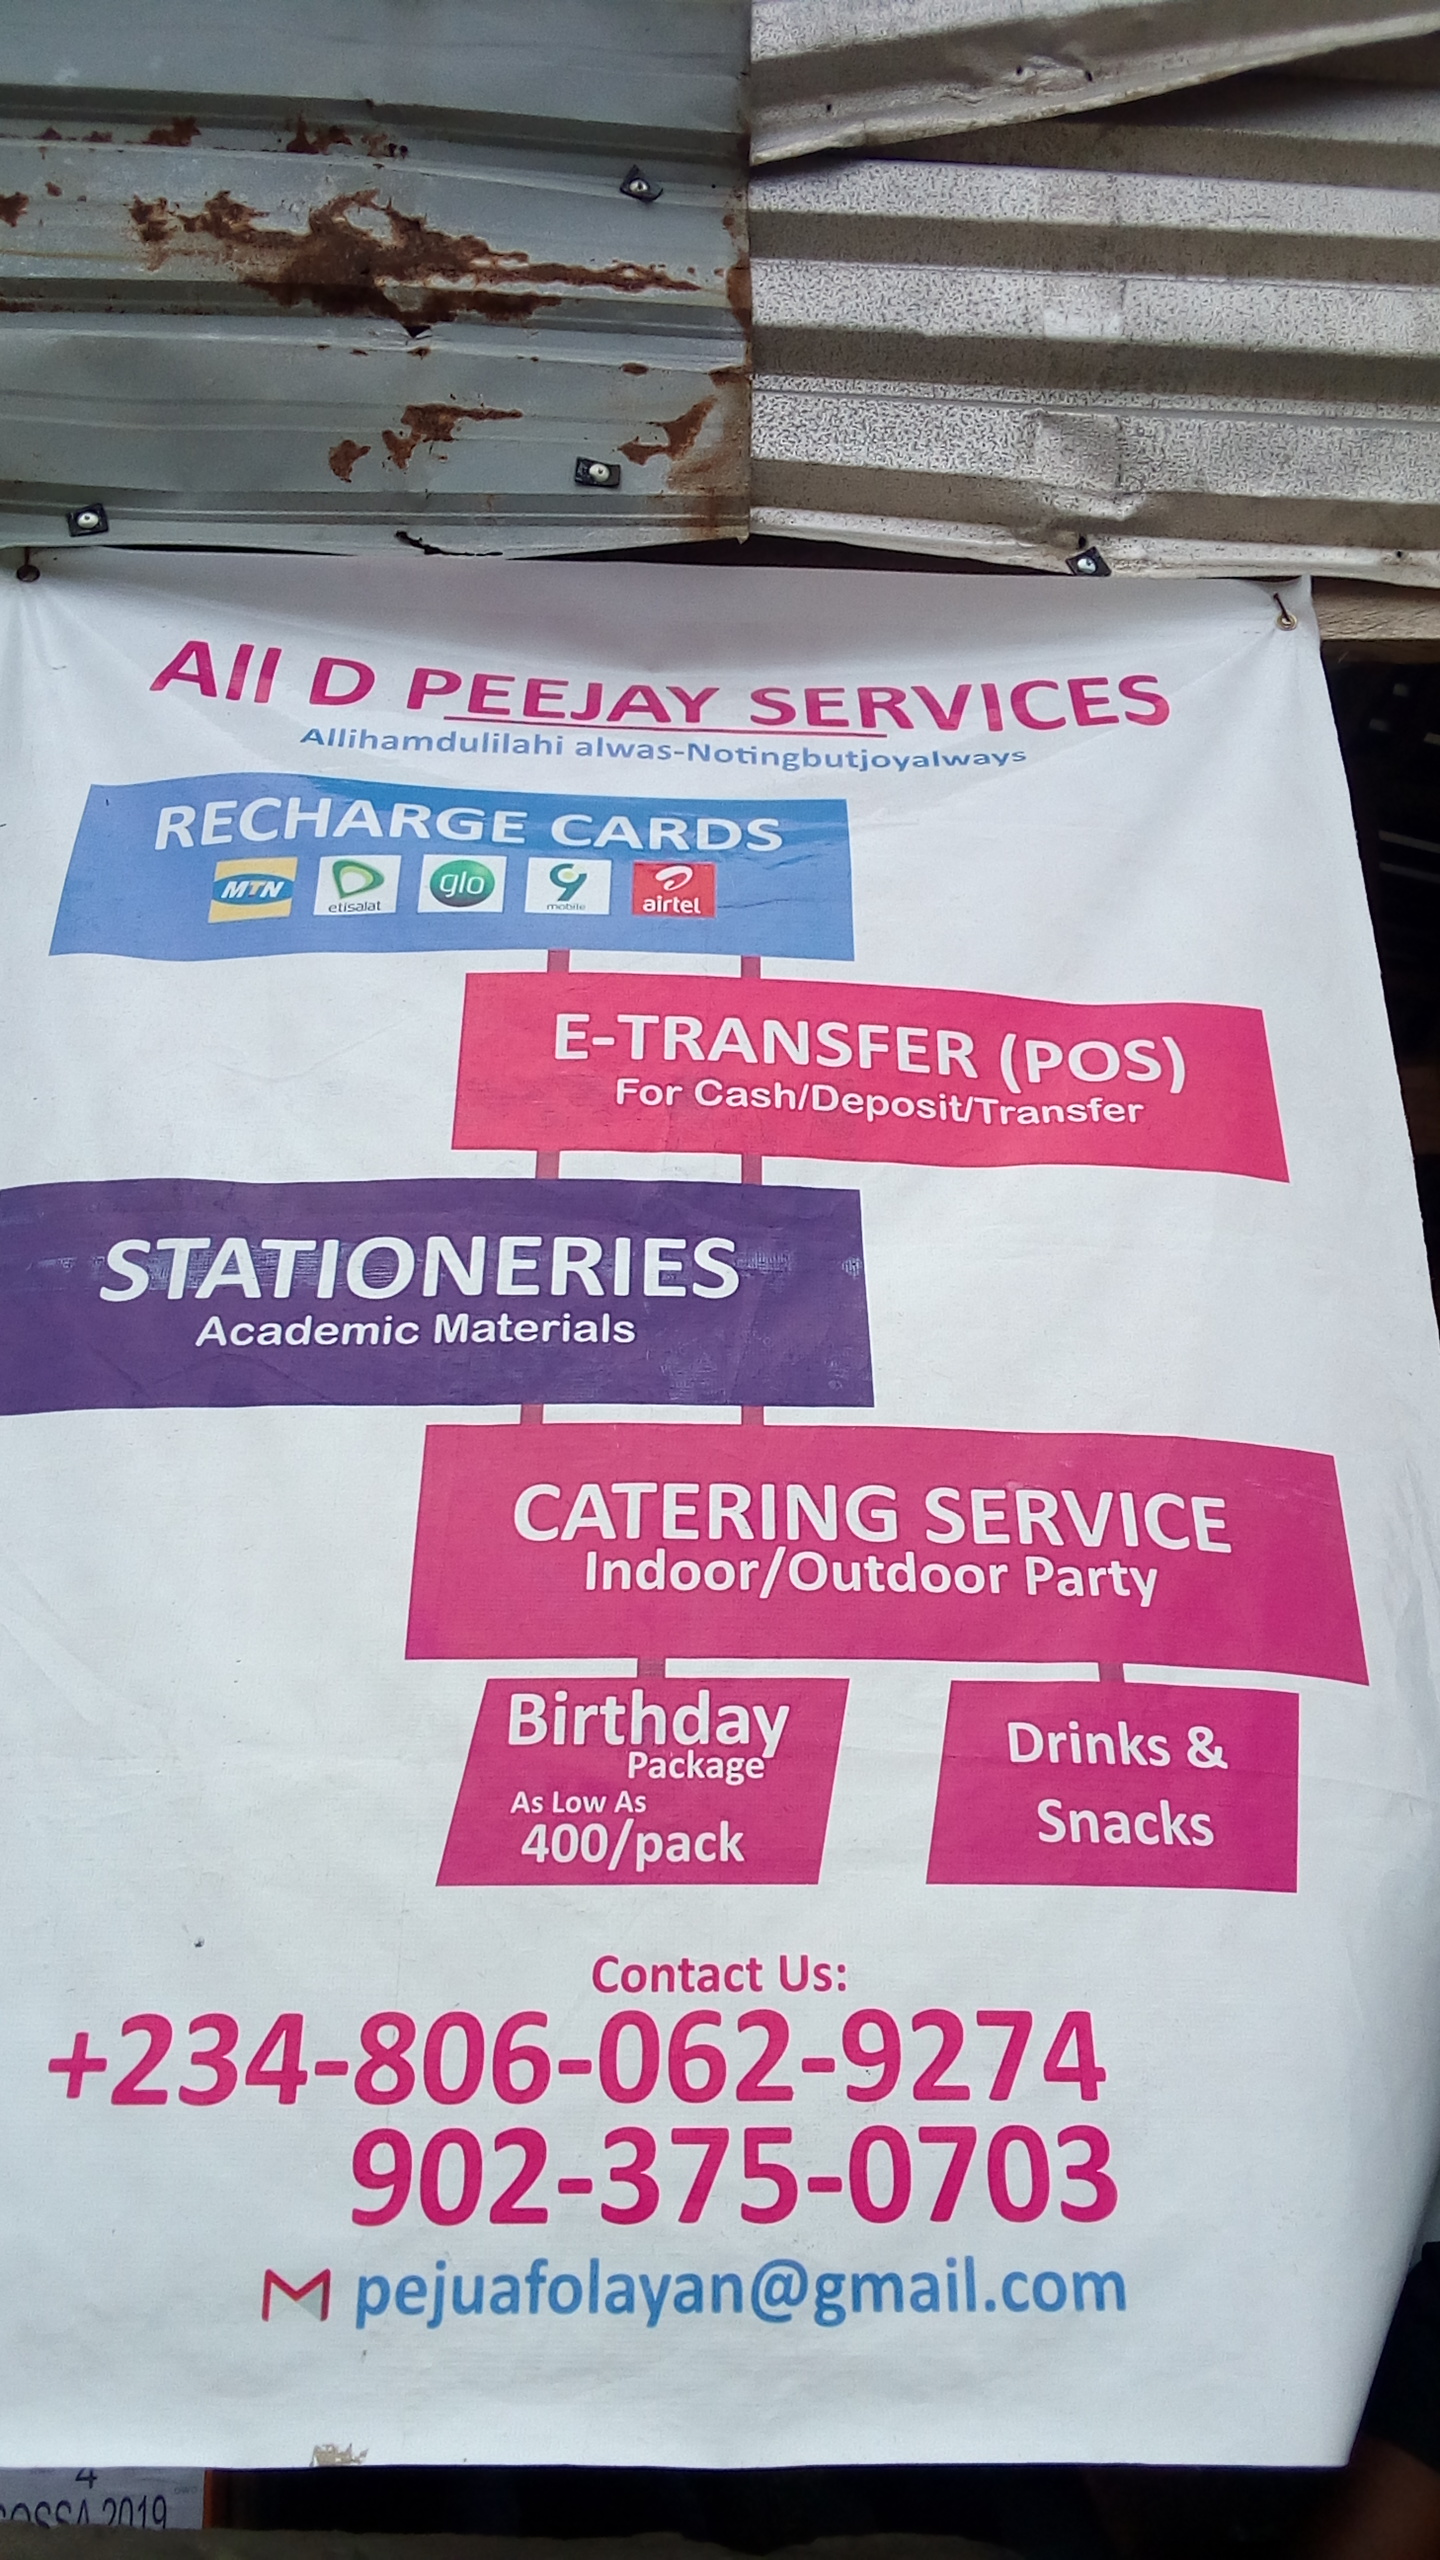 All D PEEJAY SERVICES
Allihamdulilahi alwas-Notingbutjoyalways
RECHARGE CARDS
MTN etisalat glo 9 mobile airtel
E-TRANSFER (POS)
For Cash/Deposit/Transfer
STATIONERIES
Academic Materials
CATERING SERVICE
Indoor/Outdoor Party
Birthday
Package
As Low As
400/pack
Drinks &
Snacks
Contact Us:
+234-806-062-9274
902-375-0703
pejuafolayan@gmail.com
4
2019